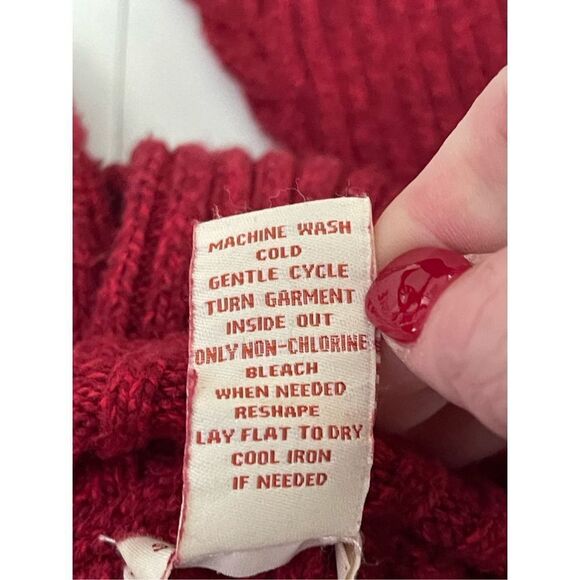 MACHINE WASH
COLD
GENTLE CYCLE
TURN GARMENT
INSIDE OUT
ONLY NON-CHLORINE
BLEACH
WHEN NEEDED
RESHAPE
LAY FLAT TO DRY
COOL IRON
IF NEEDED